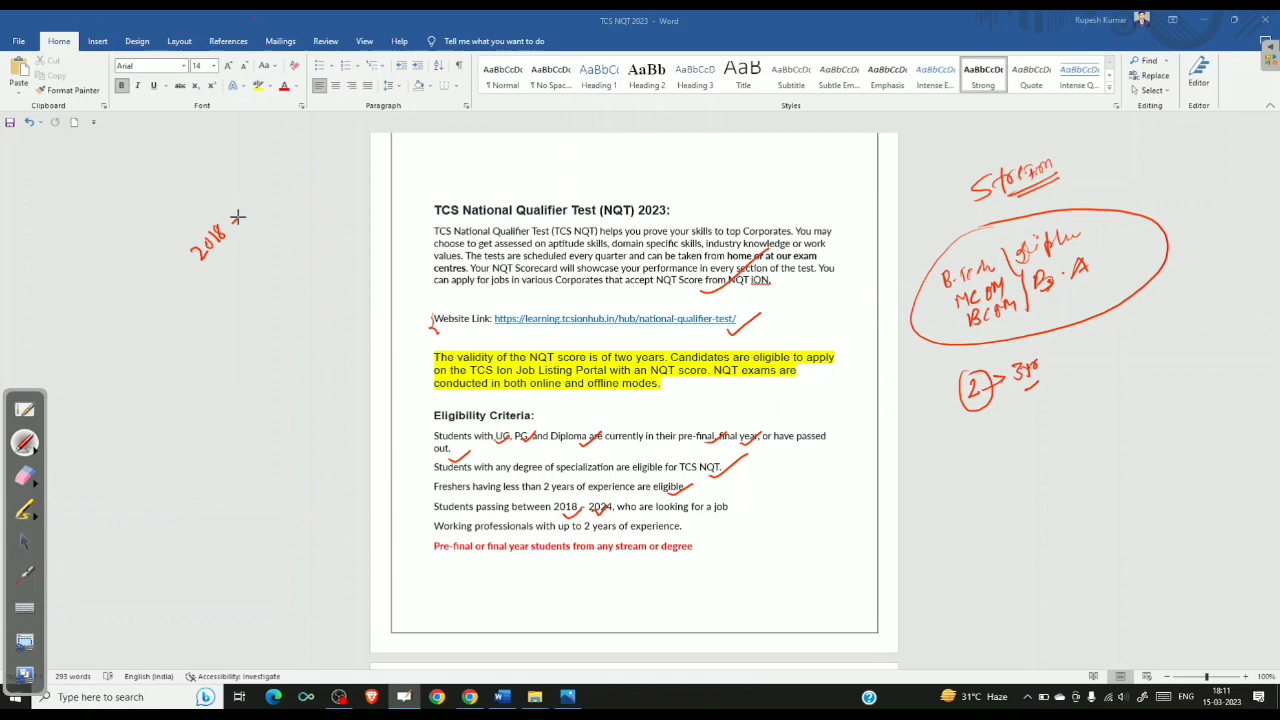 TCS NQT 2023 - Word
Rupesh Kumar
File Home Insert Design Layout References Mailings Review View Help Tell me what you want to do
Paste
Cut
Copy
Format Painter
Arial 14
Clipboard Font Paragraph Styles Editing Editor
AaBbCcDc AaBbCcDc AaBbCc AaBb AaBbCcDc AaBb AaBbCcDc AaBbCcDc AaBbCcDc AaBbCcDc AaBbCcDc AaBbCcDc AaBbCcDc
¶ Normal ¶ No Spac... Heading 1 Heading 2 Heading 3 Title Subtitle Subtle Em... Emphasis Intense E... Strong Quote Intense Q...
Find
Replace
Select
Editor
TCS National Qualifier Test (NQT) 2023:
TCS National Qualifier Test (TCS NQT) helps you prove your skills to top Corporates. You may
choose to get assessed on aptitude skills, domain specific skills, industry knowledge or work
values. The tests are scheduled every quarter and can be taken from home or at our exam
centres. Your NQT Scorecard will showcase your performance in every section of the test. You
can apply for jobs in various Corporates that accept NQT Score from NQT iON.
Website Link: https://learning.tcsionhub.in/hub/national-qualifier-test/
The validity of the NQT score is of two years. Candidates are eligible to apply
on the TCS Ion Job Listing Portal with an NQT score. NQT exams are
conducted in both online and offline modes.
Eligibility Criteria:
Students with UG, PG, and Diploma are currently in their pre-final, final year, or have passed
out.
Students with any degree of specialization are eligible for TCS NQT.
Freshers having less than 2 years of experience are eligible.
Students passing between 2018 - 2024, who are looking for a job
Working professionals with up to 2 years of experience.
Pre-final or final year students from any stream or degree
2018
Stream
B.Tech
MCOM B.A
BCOM
2 > 3yr
293 words English (India) Accessibility: Investigate
100%
Type here to search
31°C Haze
ENG
18:11
15-03-2023